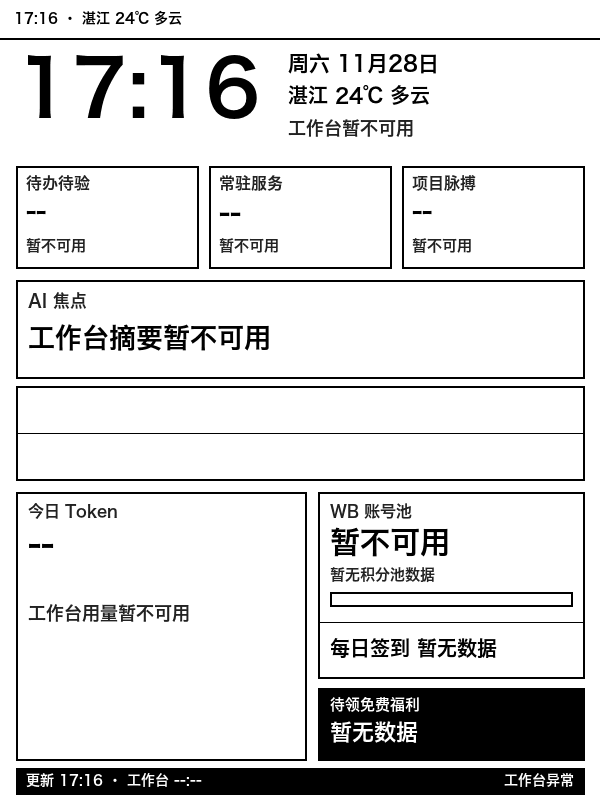 17:16 · 湛江 24℃ 多云
17:16
周六 11月28日
湛江 24℃ 多云
工作台暂不可用
待办待验
--
暂不可用
常驻服务
--
暂不可用
项目脉搏
--
暂不可用
AI 焦点
工作台摘要暂不可用
今日 Token
--
工作台用量暂不可用
WB 账号池
暂不可用
暂无积分池数据
每日签到 暂无数据
待领免费福利
暂无数据
更新 17:16 · 工作台 --:--
工作台异常